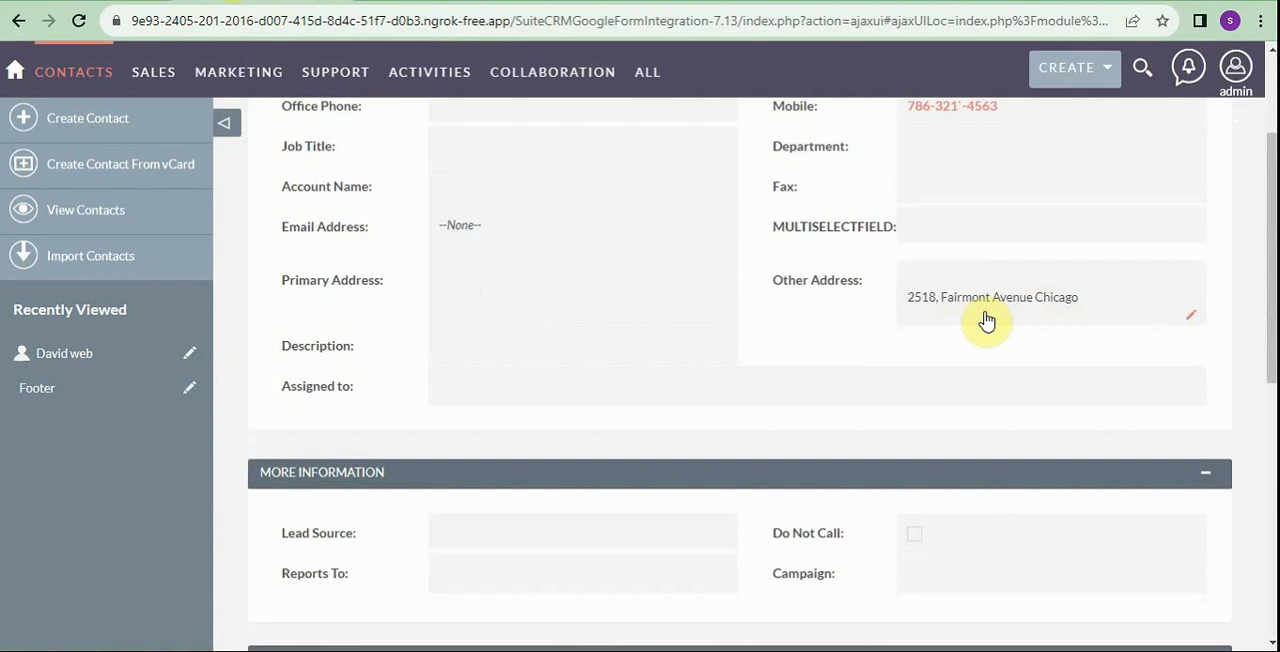 9e93-2405-201-2016-d007-415d-8d4c-51f7-d0b3.ngrok-free.app/SuiteCRMGoogleFormIntegration-7.13/index.php?action=ajaxui#ajaxUILoc=index.php%3Fmodule%3...
S
CONTACTS SALES MARKETING SUPPORT ACTIVITIES COLLABORATION ALL CREATE
admin
Create Contact
Create Contact From vCard
View Contacts
Import Contacts
Recently Viewed
David web
Footer
Office Phone: Mobile: 786-321`-4563
Job Title: Department:
Account Name: Fax:
Email Address: --None-- MULTISELECTFIELD:
Primary Address: Other Address: 2518, Fairmont Avenue Chicago
Description:
Assigned to:
MORE INFORMATION
Lead Source: Do Not Call:
Reports To: Campaign: